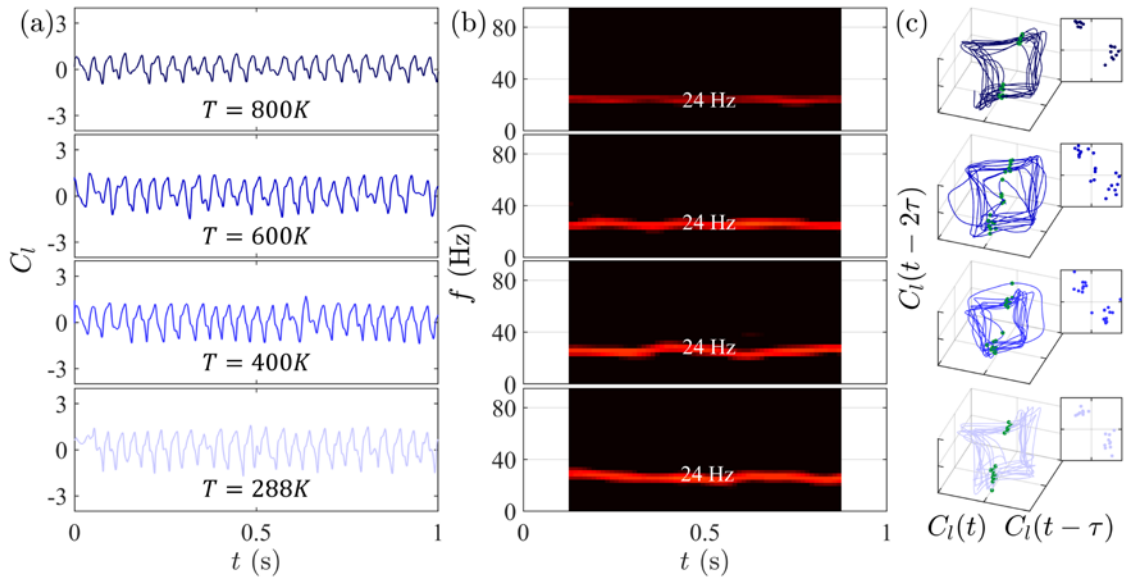 (a)
3
0
-3
T = 800K
3
0
-3
T = 600K
3
0
-3
T = 400K
3
0
-3
T = 288K
C_l
0
0.5
1
t (s)
(b)
80
40
0
24 Hz
80
40
0
24 Hz
80
40
0
24 Hz
80
40
0
24 Hz
f (Hz)
0
0.5
1
t (s)
(c)
C_l(t − 2τ)
C_l(t) C_l(t − τ)